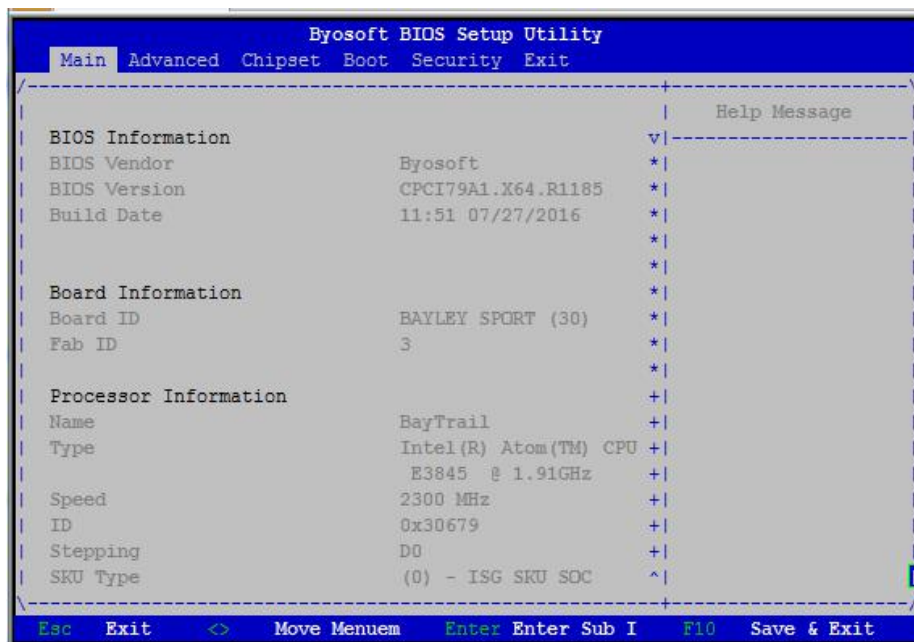 Byosoft BIOS Setup Utility
Main Advanced Chipset Boot Security Exit
Help Message
BIOS Information
BIOS Vendor Byosoft
BIOS Version CPCI79A1.X64.R1185
Build Date 11:51 07/27/2016
Board Information
Board ID BAYLEY SPORT (30)
Fab ID 3
Processor Information
Name BayTrail
Type Intel(R) Atom(TM) CPU
E3845 @ 1.91GHz
Speed 2300 MHz
ID 0x30679
Stepping D0
SKU Type (0) - ISG SKU SOC
Esc Exit <> Move Menuem Enter Enter Sub I F10 Save & Exit